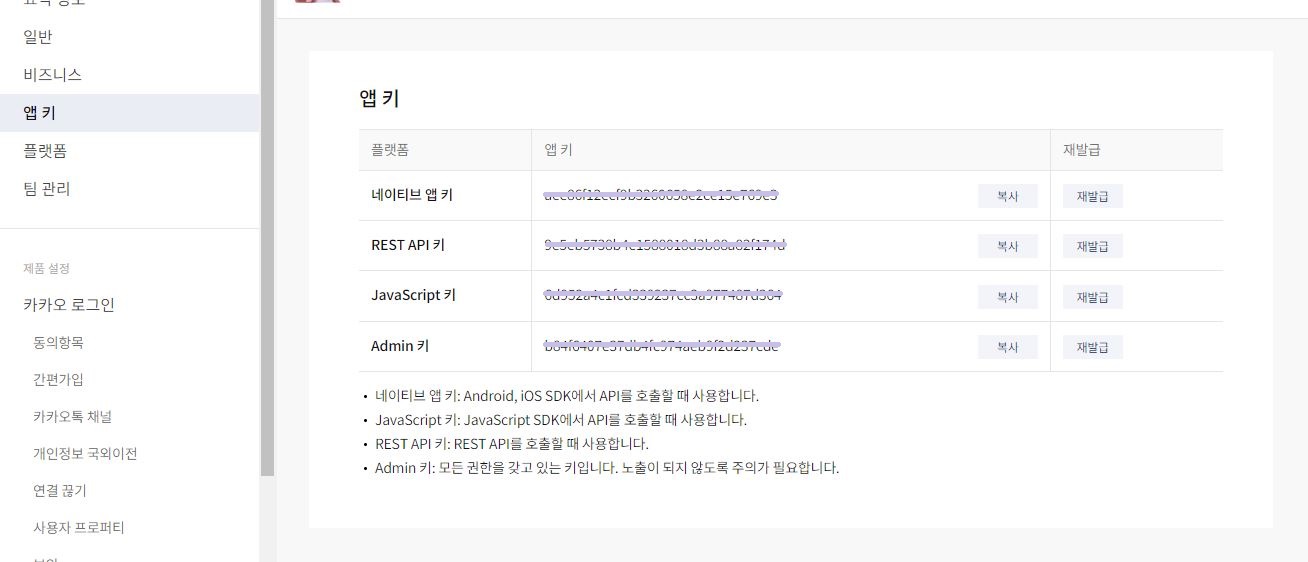 일반
비즈니스
앱 키
플랫폼
팀 관리
제품 설정
카카오 로그인
동의항목
간편가입
카카오톡 채널
개인정보 국외이전
연결 끊기
사용자 프로퍼티
앱 키
플랫폼 앱 키 재발급
네이티브 앱 키 복사 재발급
REST API 키 복사 재발급
JavaScript 키 복사 재발급
Admin 키 복사 재발급
• 네이티브 앱 키: Android, iOS SDK에서 API를 호출할 때 사용합니다.
• JavaScript 키: JavaScript SDK에서 API를 호출할 때 사용합니다.
• REST API 키: REST API를 호출할 때 사용합니다.
• Admin 키: 모든 권한을 갖고 있는 키입니다. 노출이 되지 않도록 주의가 필요합니다.